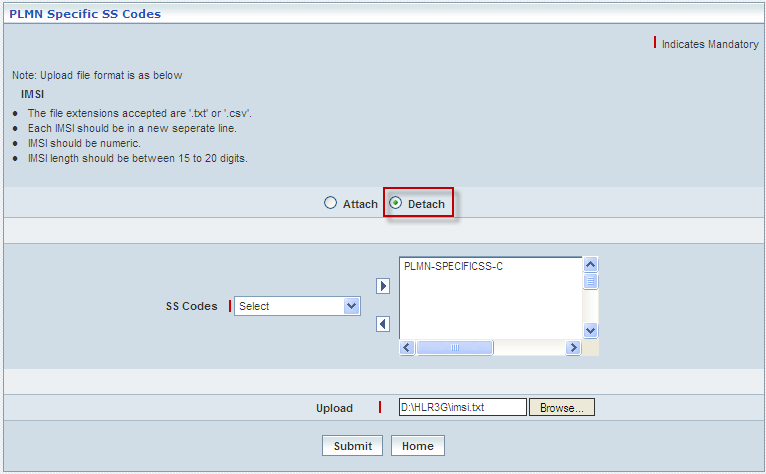 PLMN Specific SS Codes
Indicates Mandatory
Note: Upload file format is as below
IMSI
● The file extensions accepted are '.txt' or '.csv'.
● Each IMSI should be in a new seperate line.
● IMSI should be numeric.
● IMSI length should be between 15 to 20 digits.
Attach Detach
PLMN-SPECIFICSS-C
SS Codes Select
Upload D:\HLR3G\imsi.txt Browse...
Submit Home